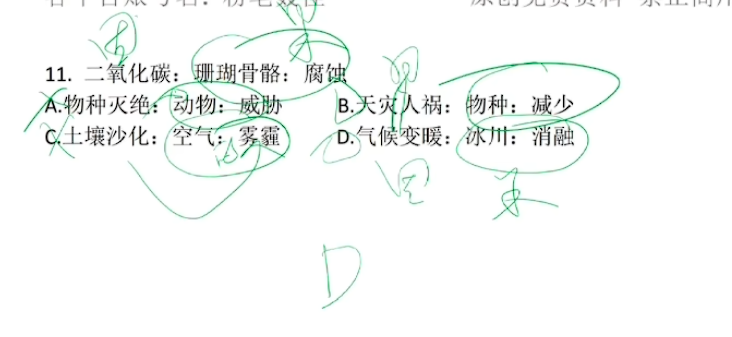 因 果
11. 二氧化碳：珊瑚骨骼：腐蚀
A.物种灭绝：动物：威胁 B.天灾人祸：物种：减少
C.土壤沙化：空气：雾霾 D.气候变暖：冰川：消融
因 果
D